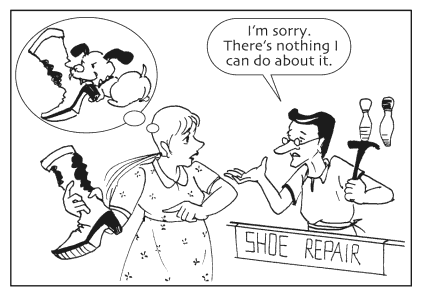 I'm sorry.
There's nothing I
can do about it.
SHOE REPAIR